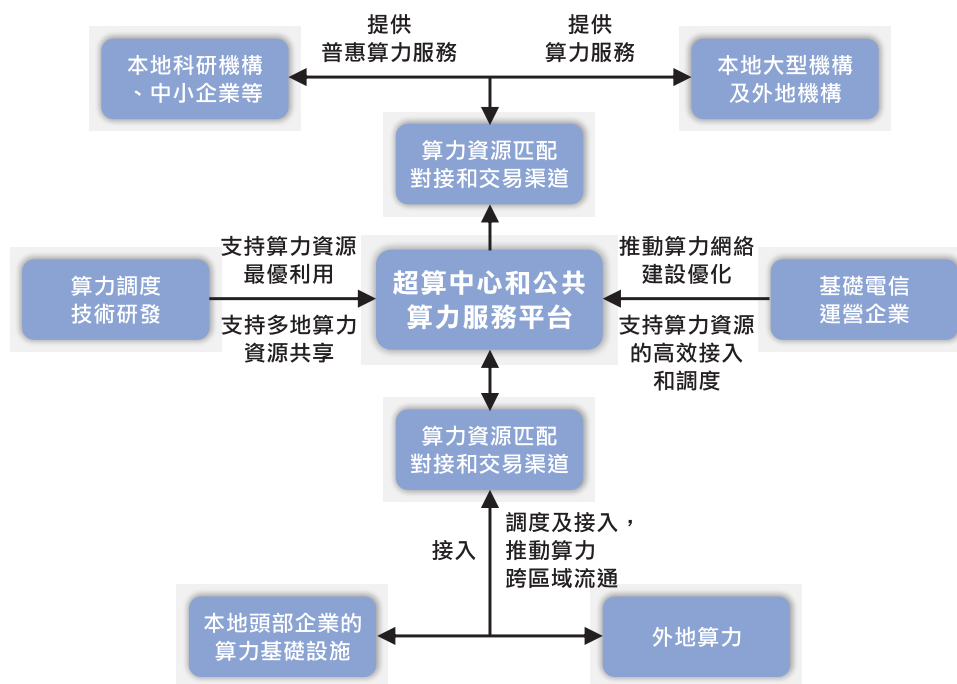 提供
普惠算力服務
提供
算力服務
本地科研機構
、中小企業等
本地大型機構
及外地機構
算力資源匹配
對接和交易渠道
支持算力資源
最優利用
推動算力網絡
建設優化
算力調度
技術研發
超算中心和公共
算力服務平台
基礎電信
運營企業
支持多地算力
資源共享
支持算力資源
的高效接入
和調度
算力資源匹配
對接和交易渠道
接入
調度及接入，
推動算力
跨區域流通
本地頭部企業的
算力基礎設施
外地算力